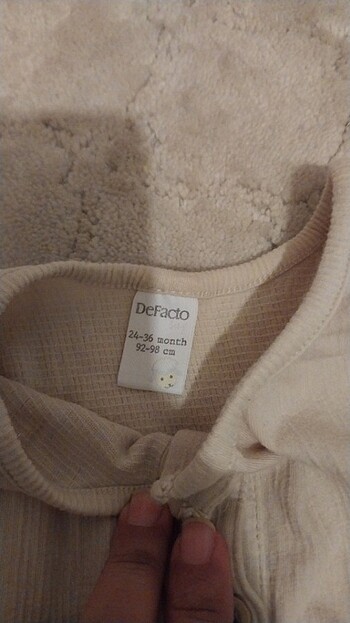 DeFacto
24-36 month
92-98 cm